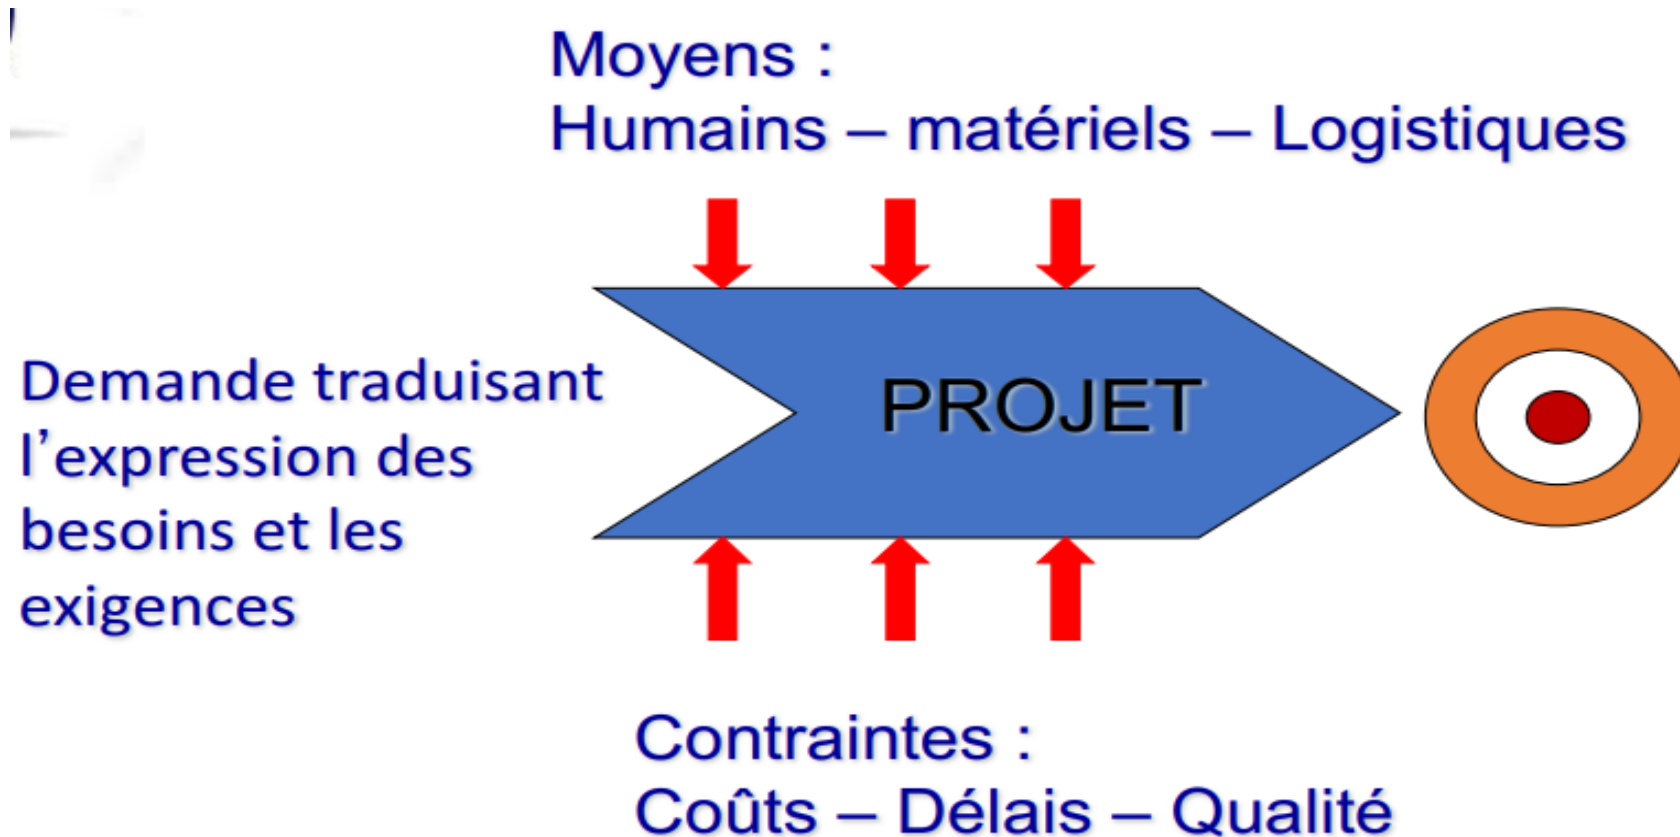 Moyens :
Humains – matériels – Logistiques
Demande traduisant
l’expression des
besoins et les
exigences
PROJET
Contraintes :
Coûts – Délais – Qualité